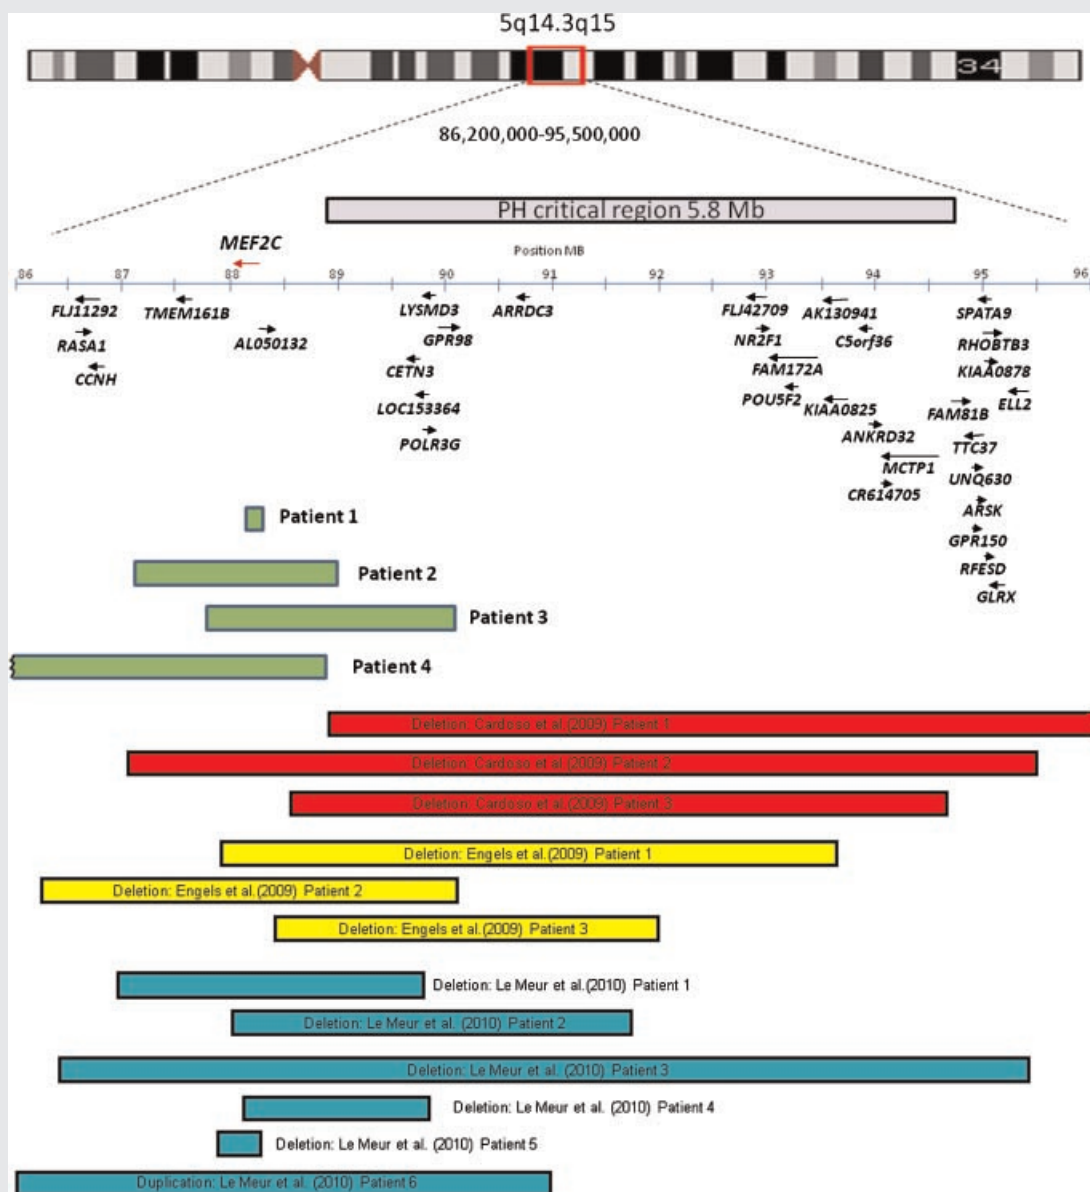 5q14.3q15
34
86,200,000-95,500,000
PH critical region 5.8 Mb
MEF2C
Position MB
86 87 88 89 90 91 92 93 94 95 96
FLJ11292 TMEM161B LYSMD3 ARRDC3 FLJ42709 AK130941 SPATA9
RASA1 AL050132 GPR98 NR2F1 C5orf36 RHOBTB3
CCNH CETN3 FAM172A KIAA0878
LOC153364 POU5F2 KIAA0825 FAM81B ELL2
POLR3G ANKRD32 TTC37
MCTP1 UNQ630
CR614705 ARSK
Patient 1
GPR150
Patient 2
RFESD
GLRX
Patient 3
Patient 4
Deletion: Cardoso et al.(2009) Patient 1
Deletion: Cardoso et al.(2009) Patient 2
Deletion: Cardoso et al.(2009) Patient 3
Deletion: Engels et al.(2009) Patient 1
Deletion: Engels et al.(2009) Patient 2
Deletion: Engels et al.(2009) Patient 3
Deletion: Le Meur et al.(2010) Patient 1
Deletion: Le Meur et al. (2010) Patient 2
Deletion: Le Meur et al. (2010) Patient 3
Deletion: Le Meur et al. (2010) Patient 4
Deletion: Le Meur et al. (2010) Patient 5
Duplication: Le Meur et al. (2010) Patient 6